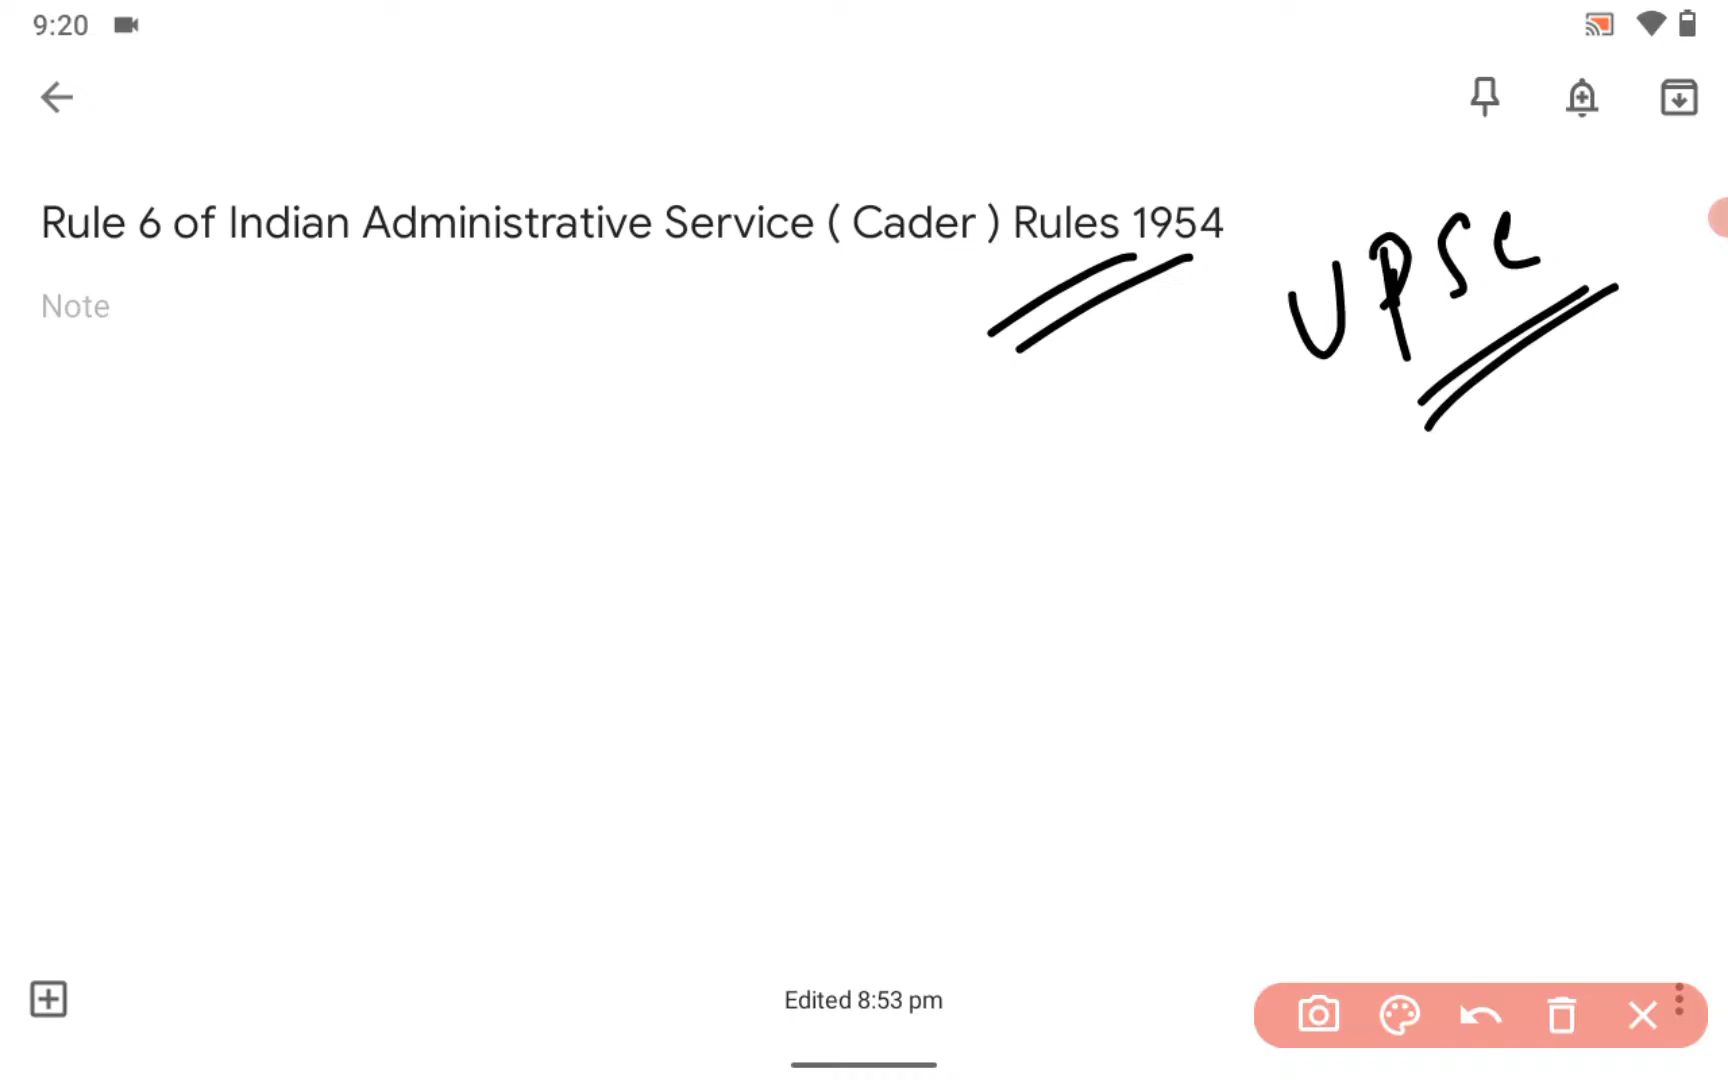 9:20
Rule 6 of Indian Administrative Service ( Cader ) Rules 1954
UPSC
Note
Edited 8:53 pm